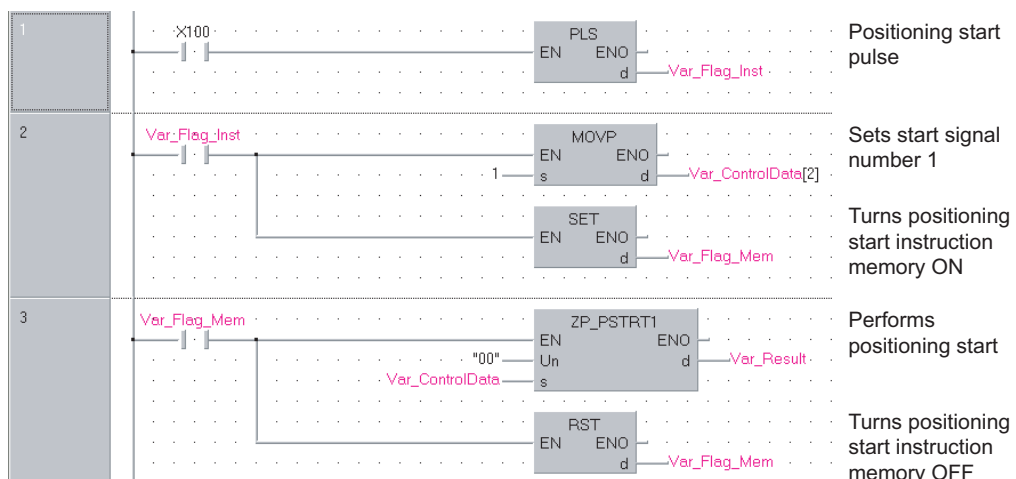 1
X100
PLS
EN ENO
d Var_Flag_Inst
Positioning start
pulse
2
Var_Flag_Inst
MOVP
EN ENO
1 s d Var_ControlData[2]
Sets start signal
number 1
SET
EN ENO
d Var_Flag_Mem
Turns positioning
start instruction
memory ON
3
Var_Flag_Mem
ZP_PSTRT1
EN ENO
"00" Un d Var_Result
Var_ControlData s
Performs
positioning start
RST
EN ENO
d Var_Flag_Mem
Turns positioning
start instruction
memory OFF